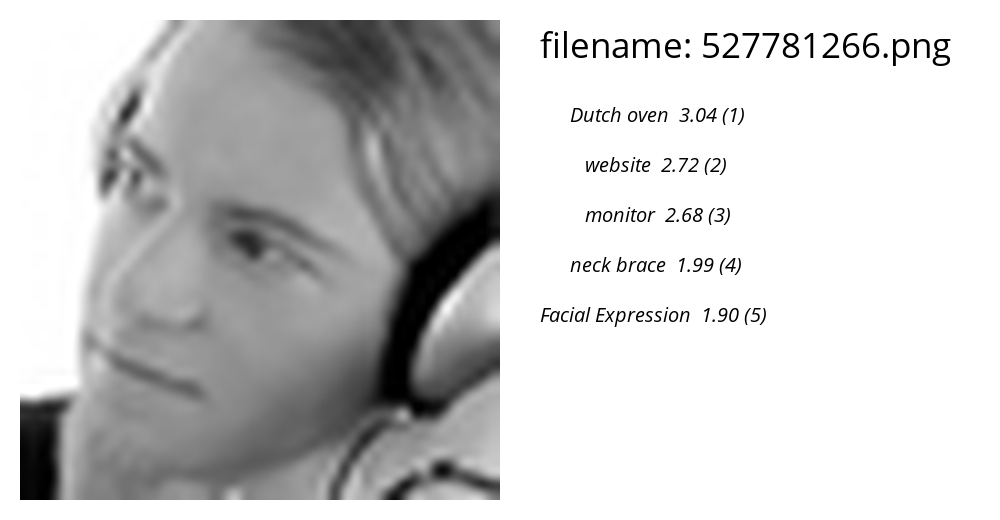 filename: 527781266.png
Dutch oven 3.04 (1)
website 2.72 (2)
monitor 2.68 (3)
neck brace 1.99 (4)
Facial Expression 1.90 (5)